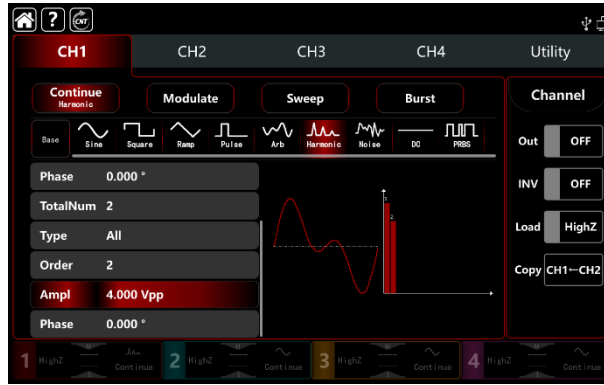 ? CNT
CH1 CH2 CH3 CH4 Utility
Continue
Harmonic
Modulate Sweep Burst
Channel
Base Sine Square Ramp Pulse Arb Harmonic Noise DC PRBS
Out OFF
INV OFF
Load HighZ
Copy CH1←CH2
Phase 0.000 °
TotalNum 2
Type All
Order 2
Ampl 4.000 Vpp
Phase 0.000 °
1
2
1 HighZ Continue 2 HighZ Continue 3 HighZ Continue 4 HighZ Continue